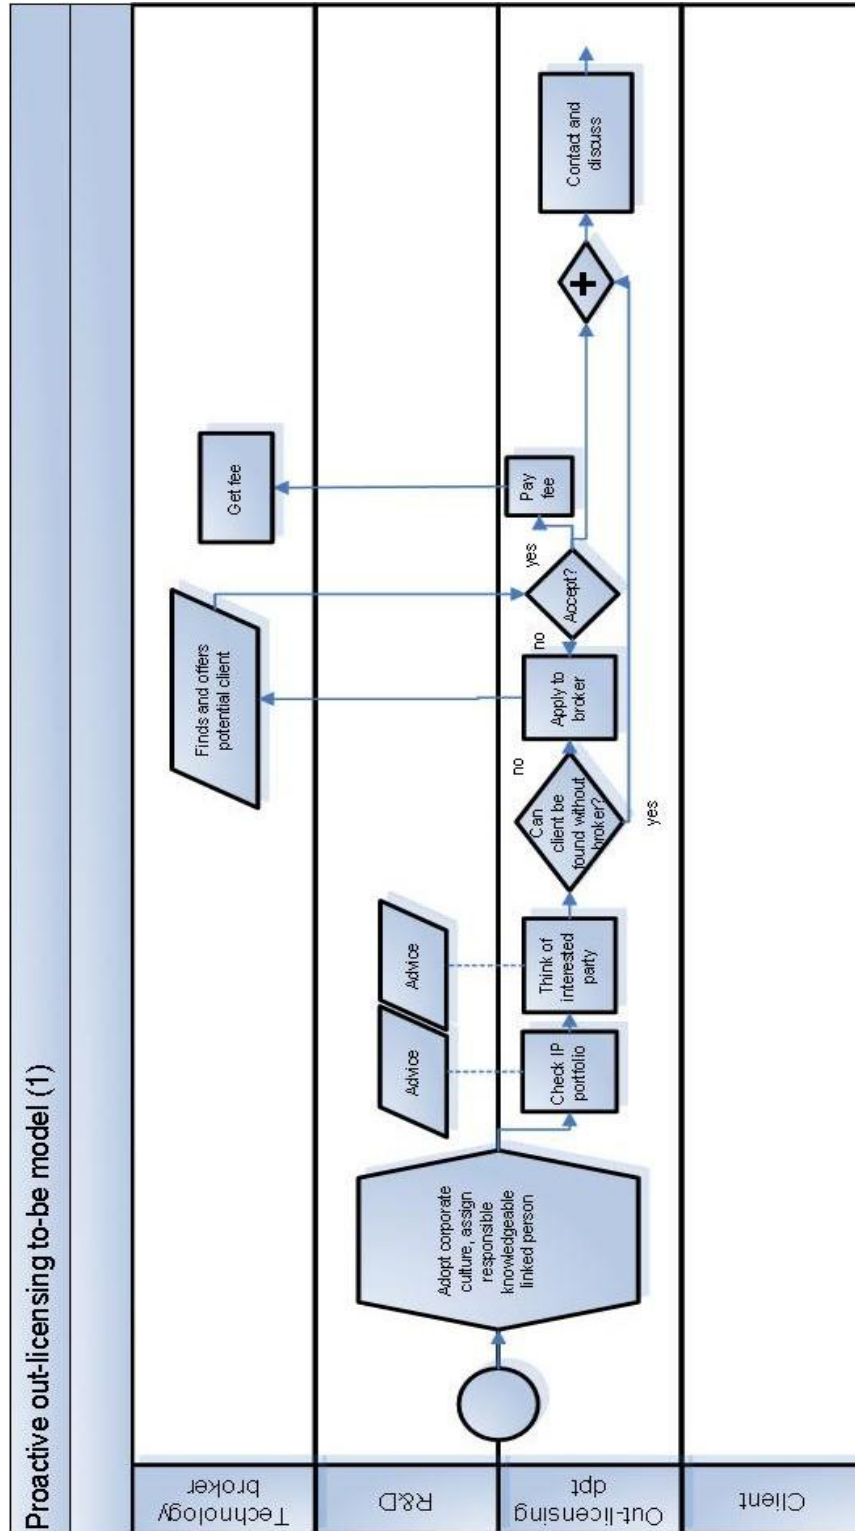 Proactive out-licensing to-be model (1)
Technology
broker
R&D
Out-licensing
dpt
Client
Adopt corporate
culture, assign
responsible
knowledgeable
linked person
Advice
Advice
Check IP
portfolio
Think of
interested
party
Can
client be
found without
broker?
no
yes
Apply to
broker
Finds and offers
potential client
Accept?
no
yes
Pay
fee
Get fee
+
Contact and
discuss